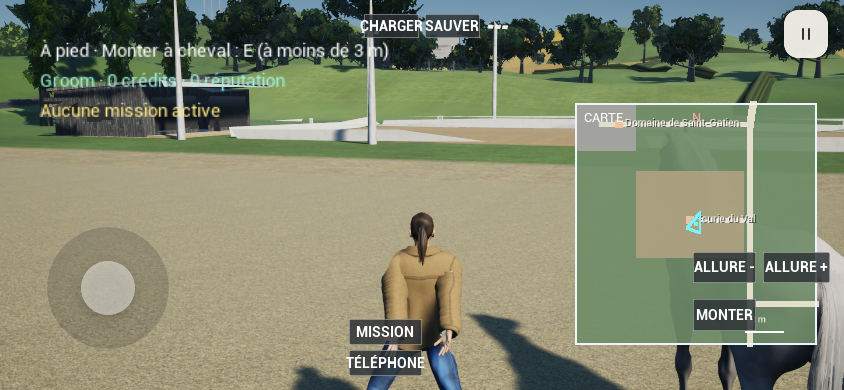 CHARGER SAUVER
À pied · Monter à cheval : E (à moins de 3 m)
Groom · 0 crédits · 0 réputation
Aucune mission active
CARTE
N
Domaine de Saint-Gatien
Écurie du Val
ALLURE - ALLURE +
MONTER
m
MISSION
TÉLÉPHONE